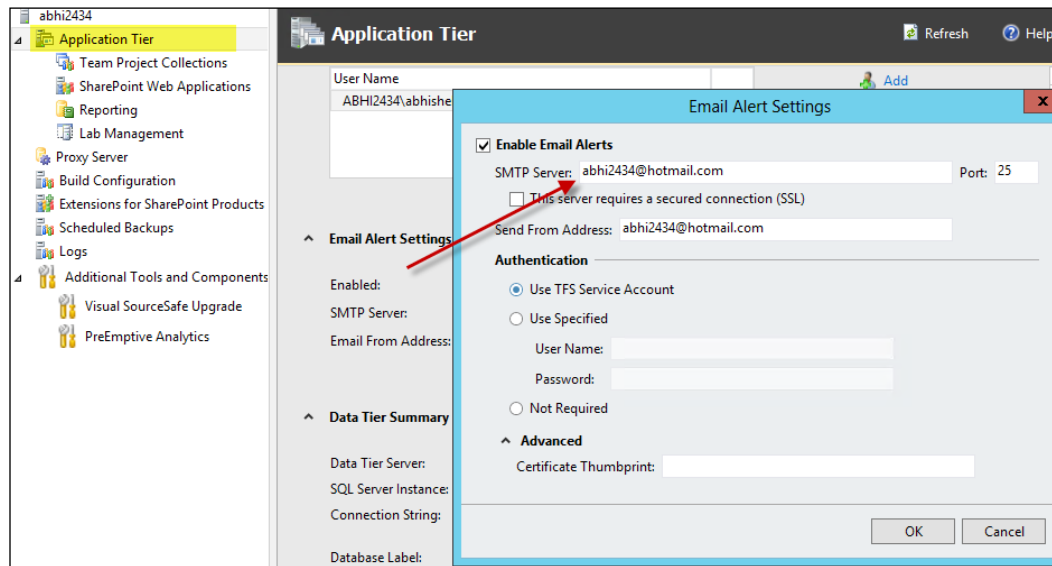 abhi2434
Application Tier
Team Project Collections
SharePoint Web Applications
Reporting
Lab Management
Proxy Server
Build Configuration
Extensions for SharePoint Products
Scheduled Backups
Logs
Additional Tools and Components
Visual SourceSafe Upgrade
PreEmptive Analytics
Application Tier
Refresh
Help
User Name
Add
ABHI2434\abhishe
Email Alert Settings
Enabled:
SMTP Server:
Email From Address:
Data Tier Summary
Data Tier Server:
SQL Server Instance:
Connection String:
Database Label:
Email Alert Settings
x
Enable Email Alerts
SMTP Server: abhi2434@hotmail.com Port: 25
This server requires a secured connection (SSL)
Send From Address: abhi2434@hotmail.com
Authentication
Use TFS Service Account
Use Specified
User Name:
Password:
Not Required
Advanced
Certificate Thumbprint:
OK Cancel